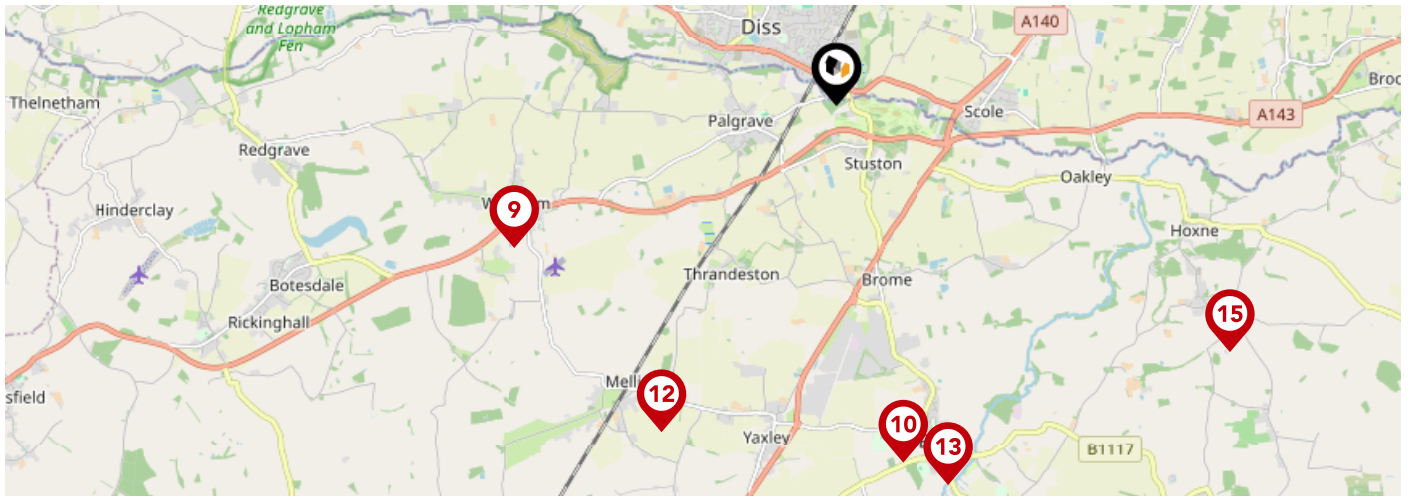 Redgrave
and Lopham
Fen
Diss
A140
Thelnetham
Palgrave
Scole
A143
Redgrave
Stuston
Oakley
Hinderclay
9
Hoxne
Thrandeston
Brome
Botesdale
15
Rickinghall
12
sfield
10
Yaxley
13
B1117